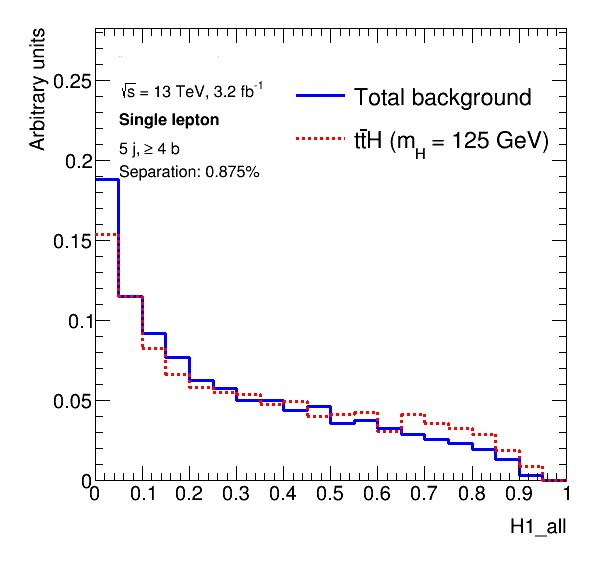 Arbitrary units
√s = 13 TeV, 3.2 fb⁻¹
Single lepton
5 j, ≥ 4 b
Separation: 0.875%
Total background
tt̄H (m_H = 125 GeV)
0.25
0.2
0.15
0.1
0.05
0
0 0.1 0.2 0.3 0.4 0.5 0.6 0.7 0.8 0.9 1
H1_all